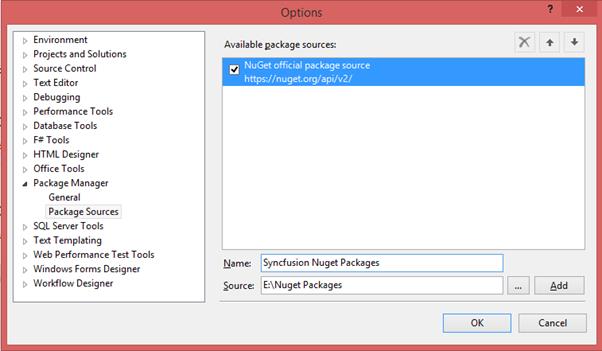 Options
?
Environment
Projects and Solutions
Source Control
Text Editor
Debugging
Performance Tools
Database Tools
F# Tools
HTML Designer
Office Tools
Package Manager
General
Package Sources
SQL Server Tools
Text Templating
Web Performance Test Tools
Windows Forms Designer
Workflow Designer
Available package sources:
NuGet official package source
https://nuget.org/api/v2/
Name: Syncfusion Nuget Packages
Source: E:\Nuget Packages ... Add
OK Cancel